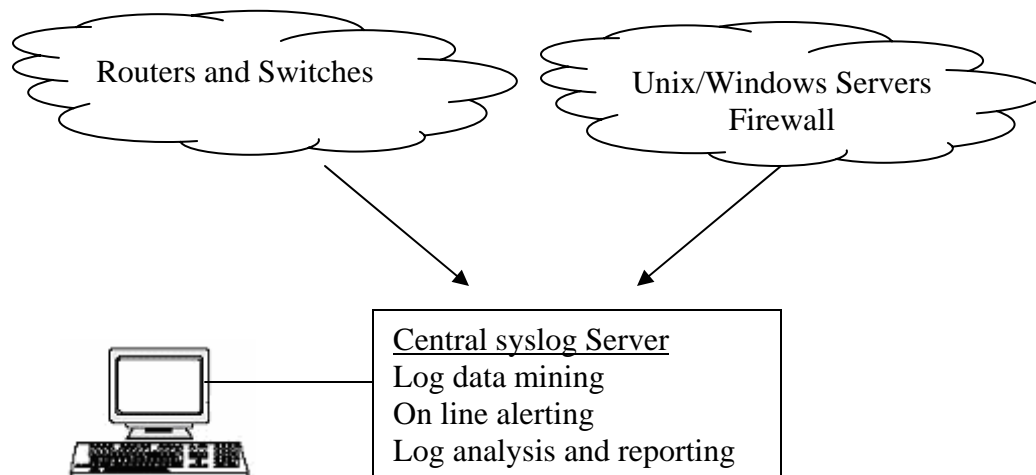 Routers and Switches
Unix/Windows Servers
Firewall
Central syslog Server
Log data mining
On line alerting
Log analysis and reporting